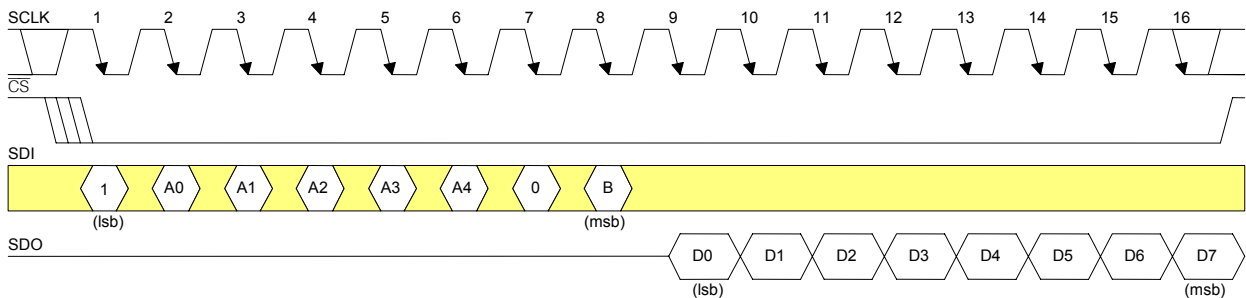 SCLK 1 2 3 4 5 6 7 8 9 10 11 12 13 14 15 16
CS
SDI
1 A0 A1 A2 A3 A4 0 B
(lsb) (msb)
SDO
D0 D1 D2 D3 D4 D5 D6 D7
(lsb) (msb)